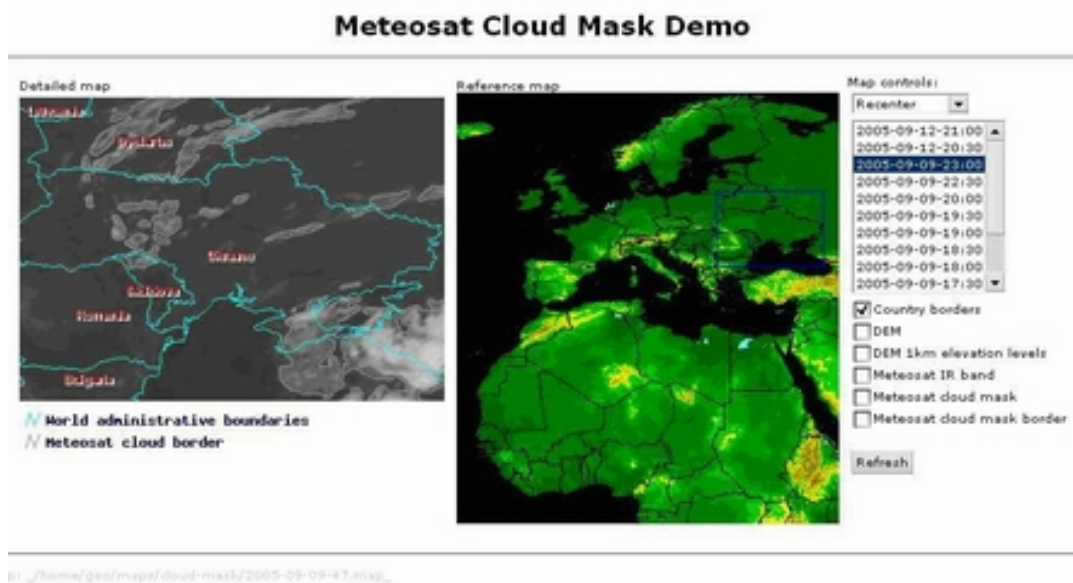 Meteosat Cloud Mask Demo
Detailed map
Reference map
Map controls:
Recenter
2005-09-12-21:00
2005-09-12-20:30
2005-09-09-23:00
2005-09-09-22:30
2005-09-09-20:00
2005-09-09-19:30
2005-09-09-19:00
2005-09-09-18:30
2005-09-09-18:00
2005-09-09-17:30
Ukraine
Romania
Bulgaria
Country borders
DEM
DEM 1km elevation levels
Meteosat IR band
Meteosat cloud mask
Meteosat cloud mask border
World administrative boundaries
Meteosat cloud border
Refresh
/home/geo/maps/cloud-mask/2005-09-09-47.map_